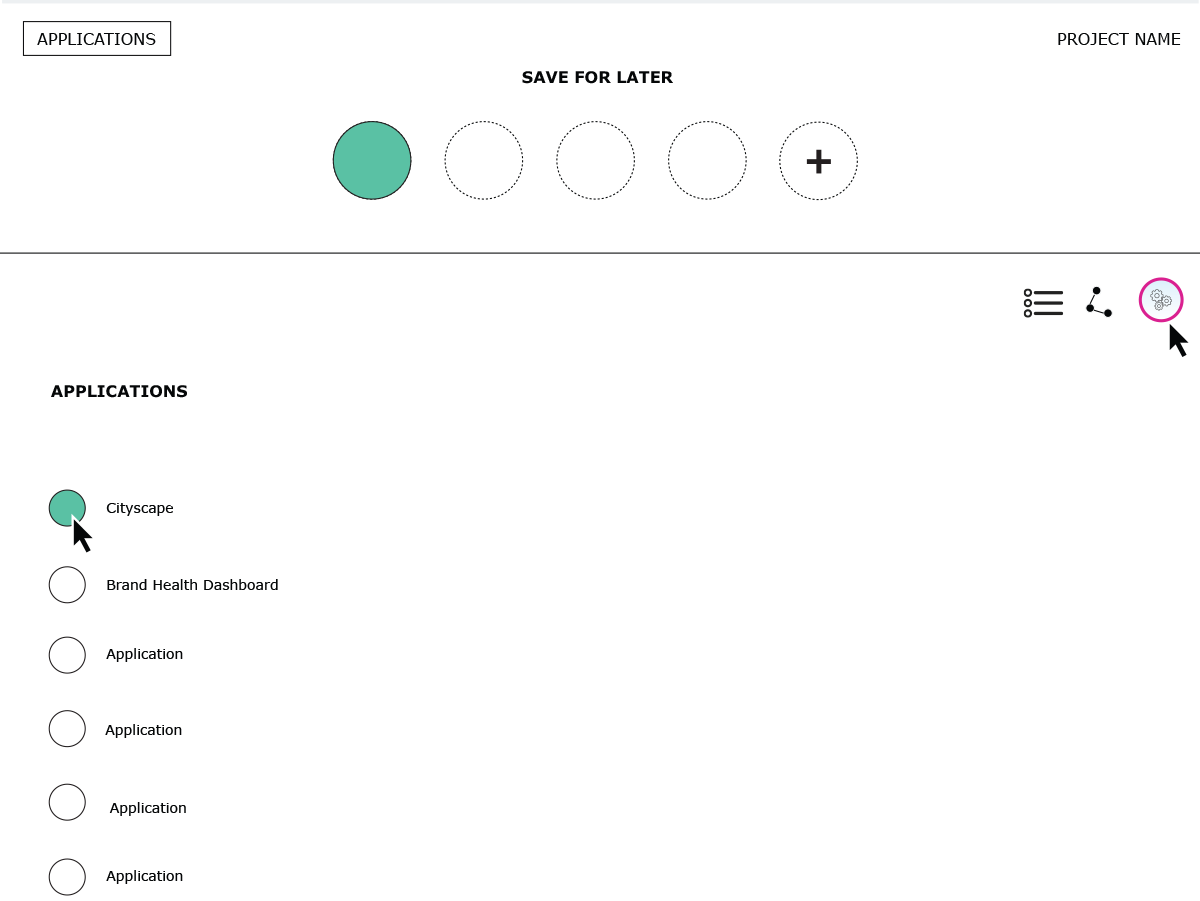 APPLICATIONS
PROJECT NAME
SAVE FOR LATER
APPLICATIONS
Cityscape
Brand Health Dashboard
Application
Application
Application
Application